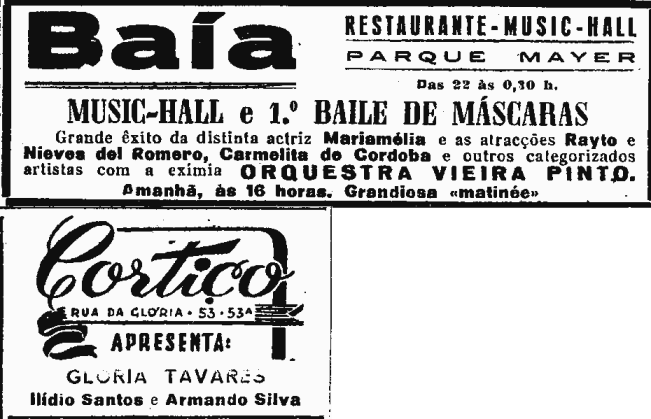 Baía
RESTAURANTE-MUSIC-HALL
PARQUE MAYER
Das 22 às 0,30 h.
MUSIC-HALL e 1.º BAILE DE MÁSCARAS
Grande êxito da distinta actriz Mariamélia e as atracções Rayto e
Nieves del Romero, Carmelita de Cordoba e outros categorizados
artistas com a exímia ORQUESTRA VIEIRA PINTO.
Amanhã, às 16 horas. Grandiosa «matinée»
Cortiço
RUA DA GLÓRIA • 53-53A
APRESENTA:
GLORIA TAVARES
Ilídio Santos e Armando Silva